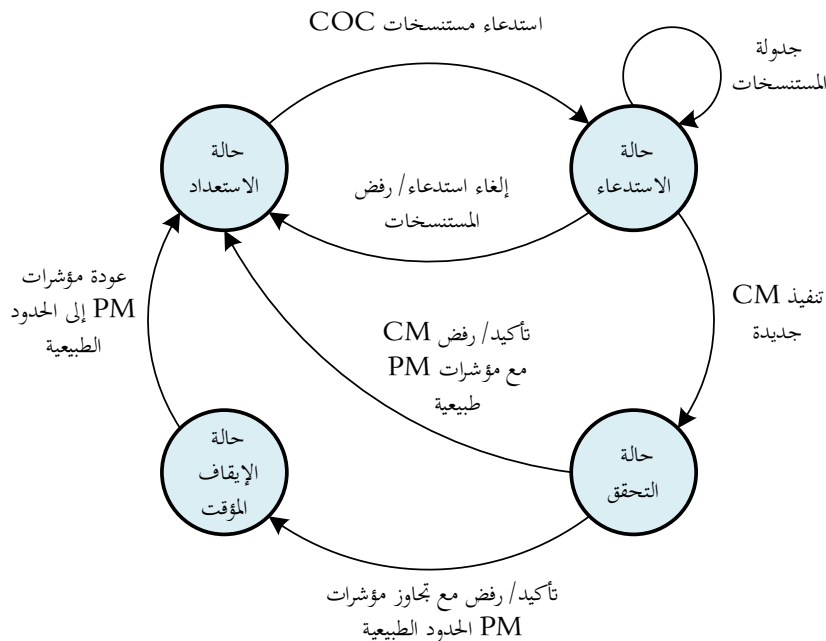 استدعاء مستنسخات COC
جدولة
المستنسخات
حالة
الاستدعاء
حالة
الاستعداد
إلغاء استدعاء/ رفض
المستنسخات
تنفيذ CM
جديدة
تأكيد/ رفض CM
مع مؤشرات PM
طبيعية
عودة مؤشرات
PM إلى الحدود
الطبيعية
حالة
التحقق
حالة
الإيقاف
المؤقت
تأكيد/ رفض مع تجاوز مؤشرات
PM الحدود الطبيعية